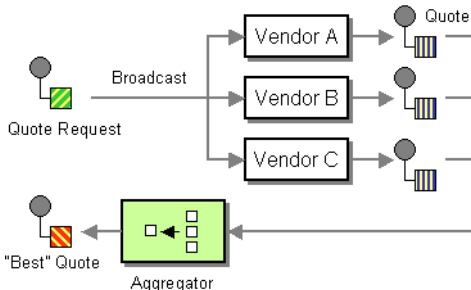 Vendor A
Quote
Broadcast
Vendor B
Quote Request
Vendor C
"Best" Quote
Aggregator